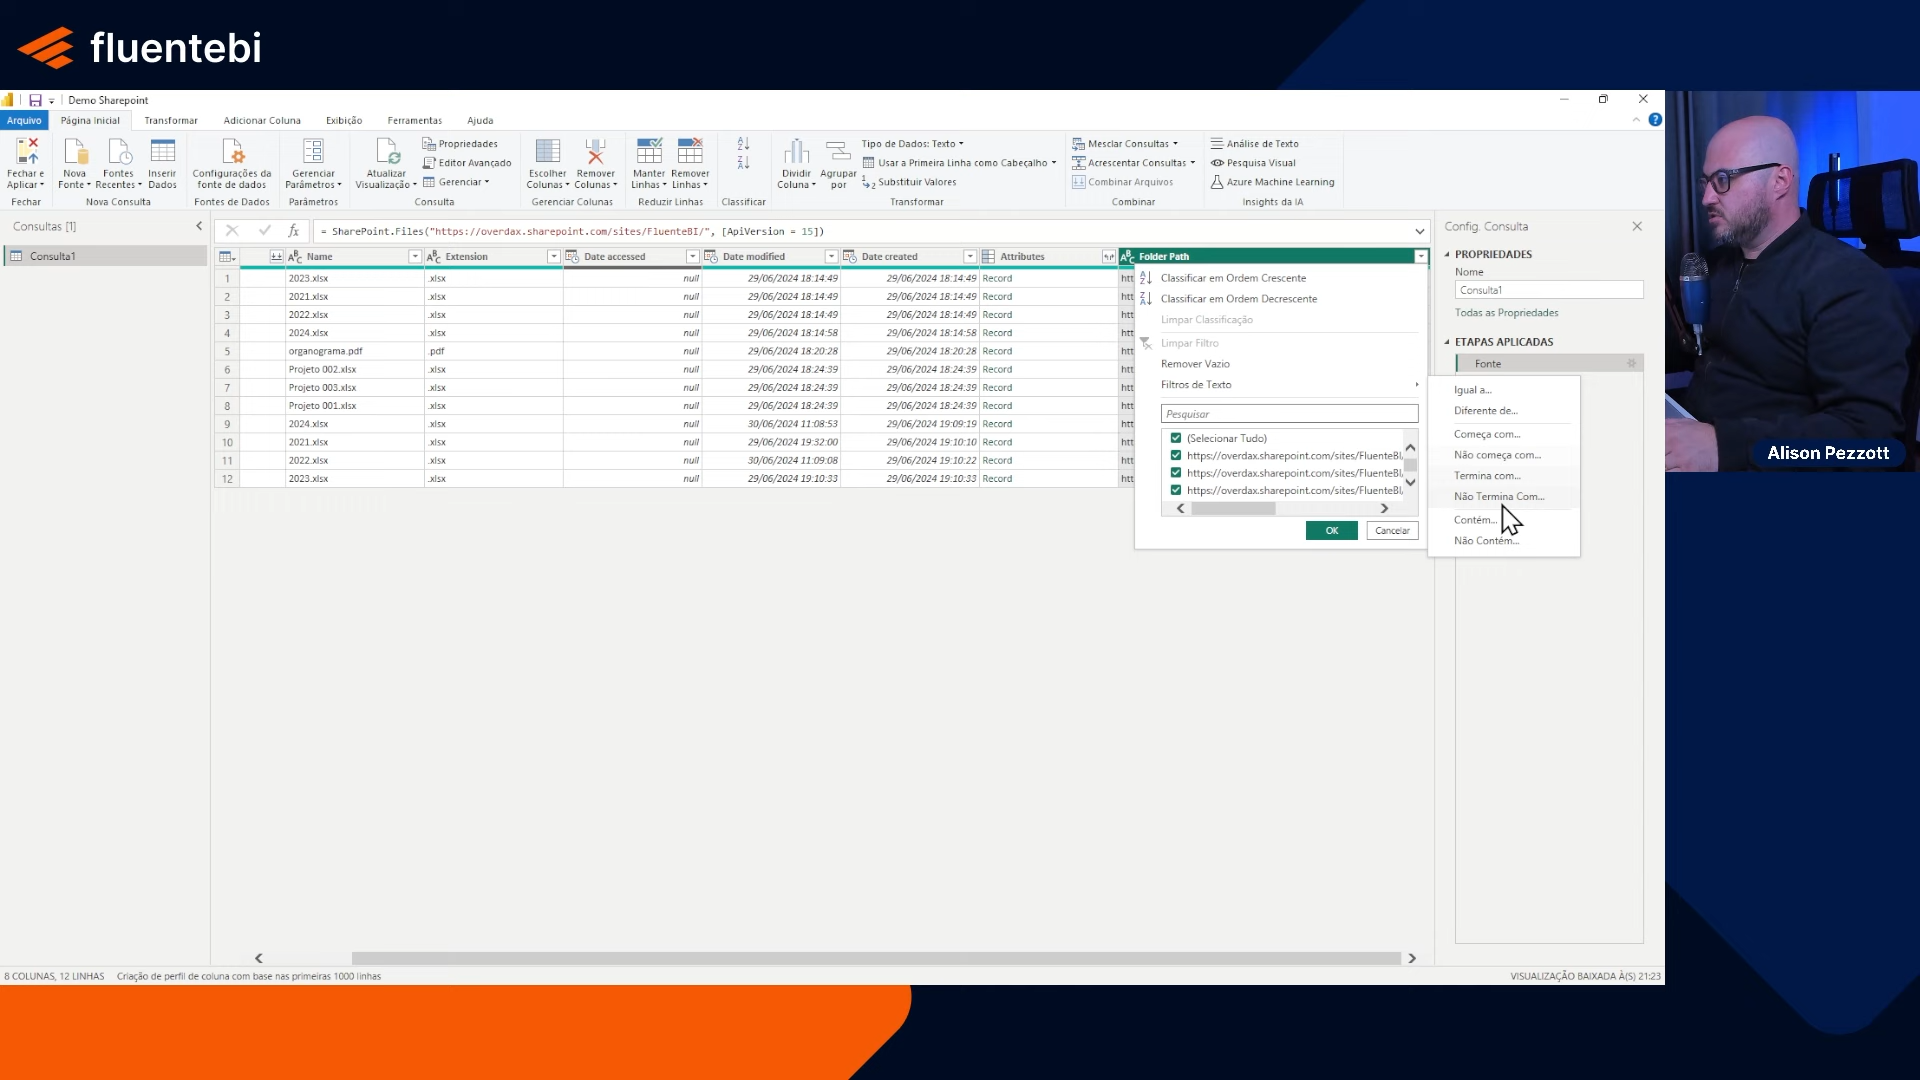 fluentebi
Demo Sharepoint
Arquivo Página Inicial Transformar Adicionar Coluna Exibição Ferramentas Ajuda
Fechar e Aplicar
Nova Fonte
Fontes Recentes
Inserir Dados
Configurações da fonte de dados
Gerenciar Parâmetros
Atualizar Visualização
Propriedades
Editor Avançado
Gerenciar
Escolher Colunas
Remover Colunas
Manter Linhas
Remover Linhas
Dividir Coluna
Agrupar por
Tipo de Dados: Texto
Usar a Primeira Linha como Cabeçalho
Substituir Valores
Mesclar Consultas
Acrescentar Consultas
Combinar Arquivos
Análise de Texto
Pesquisa Visual
Azure Machine Learning
Fechar Nova Consulta Fontes de Dados Parâmetros Consulta Gerenciar Colunas Reduzir Linhas Classificar Transformar Combinar Insights da IA
Consultas [1]
Consulta1
= SharePoint.Files("https://overdax.sharepoint.com/sites/FluenteBI/", [ApiVersion = 15])
Name Extension Date accessed Date modified Date created Attributes Folder Path
1 2023.xlsx .xlsx null 29/06/2024 18:14:49 29/06/2024 18:14:49 Record htt
2 2021.xlsx .xlsx null 29/06/2024 18:14:49 29/06/2024 18:14:49 Record htt
3 2022.xlsx .xlsx null 29/06/2024 18:14:49 29/06/2024 18:14:49 Record htt
4 2024.xlsx .xlsx null 29/06/2024 18:14:58 29/06/2024 18:14:58 Record htt
5 organograma.pdf .pdf null 29/06/2024 18:20:28 29/06/2024 18:20:28 Record htt
6 Projeto 002.xlsx .xlsx null 29/06/2024 18:24:39 29/06/2024 18:24:39 Record htt
7 Projeto 003.xlsx .xlsx null 29/06/2024 18:24:39 29/06/2024 18:24:39 Record htt
8 Projeto 001.xlsx .xlsx null 29/06/2024 18:24:39 29/06/2024 18:24:39 Record htt
9 2024.xlsx .xlsx null 30/06/2024 11:08:53 29/06/2024 19:09:19 Record htt
10 2021.xlsx .xlsx null 29/06/2024 19:32:00 29/06/2024 19:10:10 Record htt
11 2022.xlsx .xlsx null 30/06/2024 11:09:08 29/06/2024 19:10:22 Record htt
12 2023.xlsx .xlsx null 29/06/2024 19:10:33 29/06/2024 19:10:33 Record htt
Classificar em Ordem Crescente
Classificar em Ordem Decrescente
Limpar Classificação
Limpar Filtro
Remover Vazio
Filtros de Texto
Pesquisar
(Selecionar Tudo)
https://overdax.sharepoint.com/sites/FluenteBI/
https://overdax.sharepoint.com/sites/FluenteBI/
https://overdax.sharepoint.com/sites/FluenteBI/
OK Cancelar
Igual a...
Diferente de...
Começa com...
Não começa com...
Termina com...
Não Termina Com...
Contém...
Não Contém...
Config. Consulta
PROPRIEDADES
Nome
Consulta1
Todas as Propriedades
ETAPAS APLICADAS
Fonte
Alison Pezzott
8 COLUNAS, 12 LINHAS Criação de perfil de coluna com base nas primeiras 1000 linhas
VISUALIZAÇÃO BAIXADA À(S) 21:23